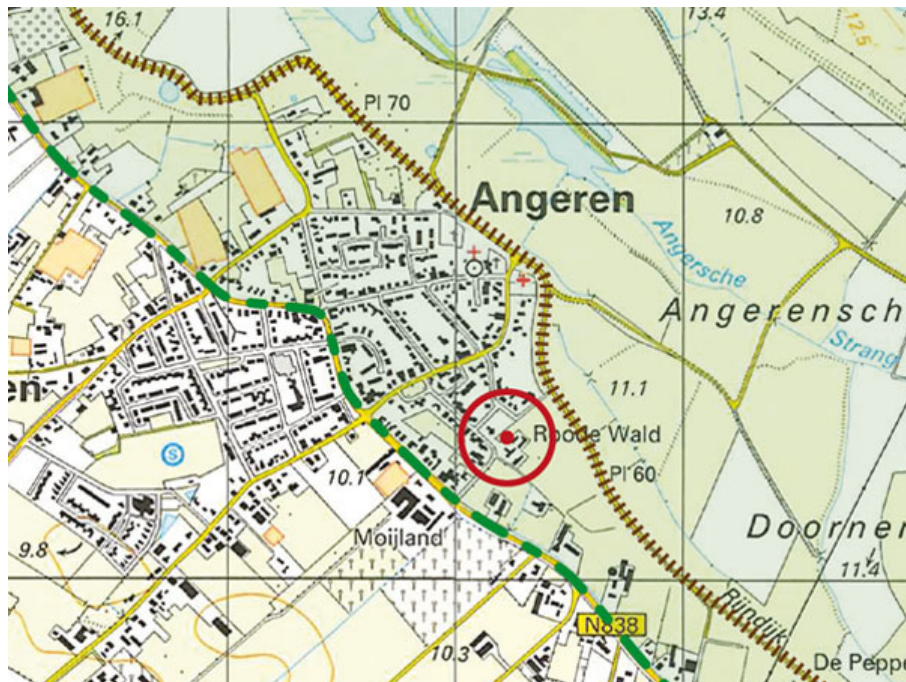 16.1
13.4
12.5
Pl 70
Angeren
10.8
Angersche
Angerensch
Strang
en
11.1
Roode Wald
S
10.1
Pl 60
Moijland
Doorner
9.8
11.4
Rijndijk
N838
10.3
De Peppe